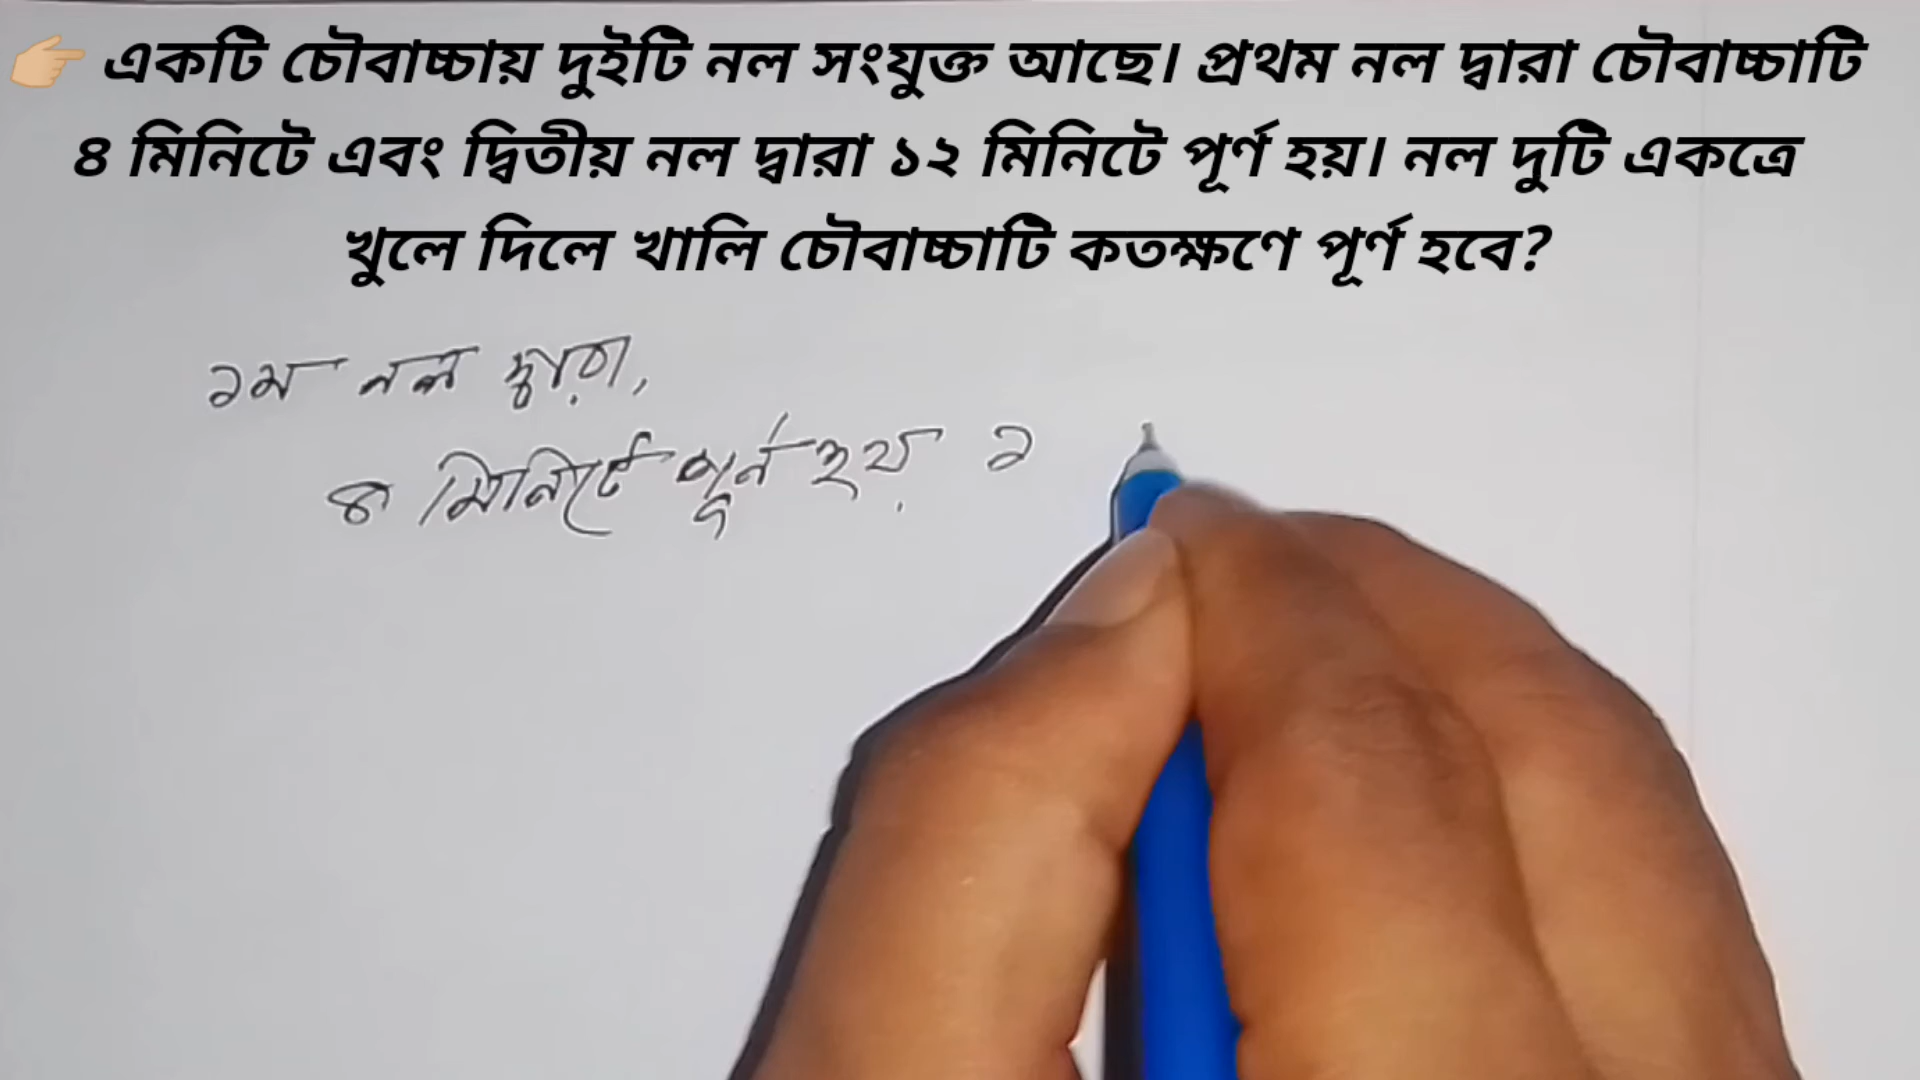 👉 একটি চৌবাচ্চায় দুইটি নল সংযুক্ত আছে। প্রথম নল দ্বারা চৌবাচ্চাটি
৪ মিনিটে এবং দ্বিতীয় নল দ্বারা ১২ মিনিটে পূর্ণ হয়। নল দুটি একত্রে
খুলে দিলে খালি চৌবাচ্চাটি কতক্ষণে পূর্ণ হবে?
১ম নল দ্বারা,
৪ মিনিটে পূর্ন হয় ১